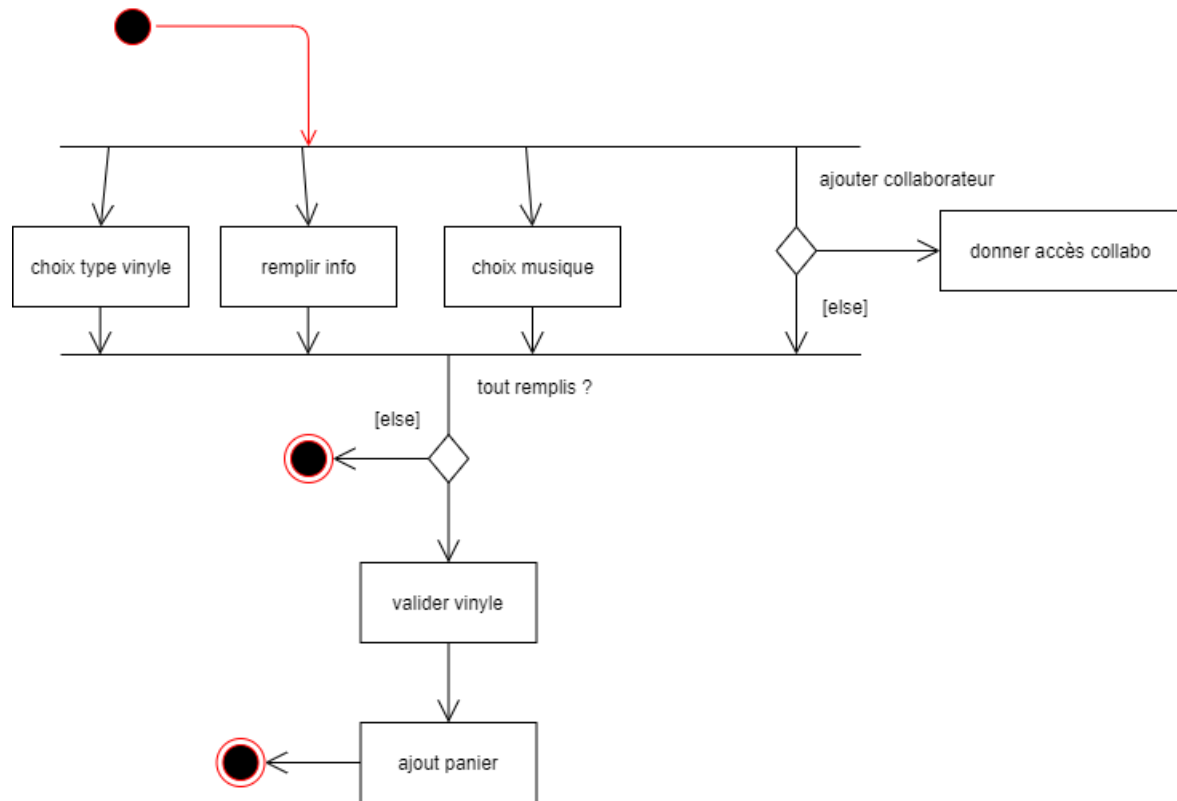 ajouter collaborateur
choix type vinyle
remplir info
choix musique
donner accès collabo
[else]
tout remplis ?
[else]
valider vinyle
ajout panier